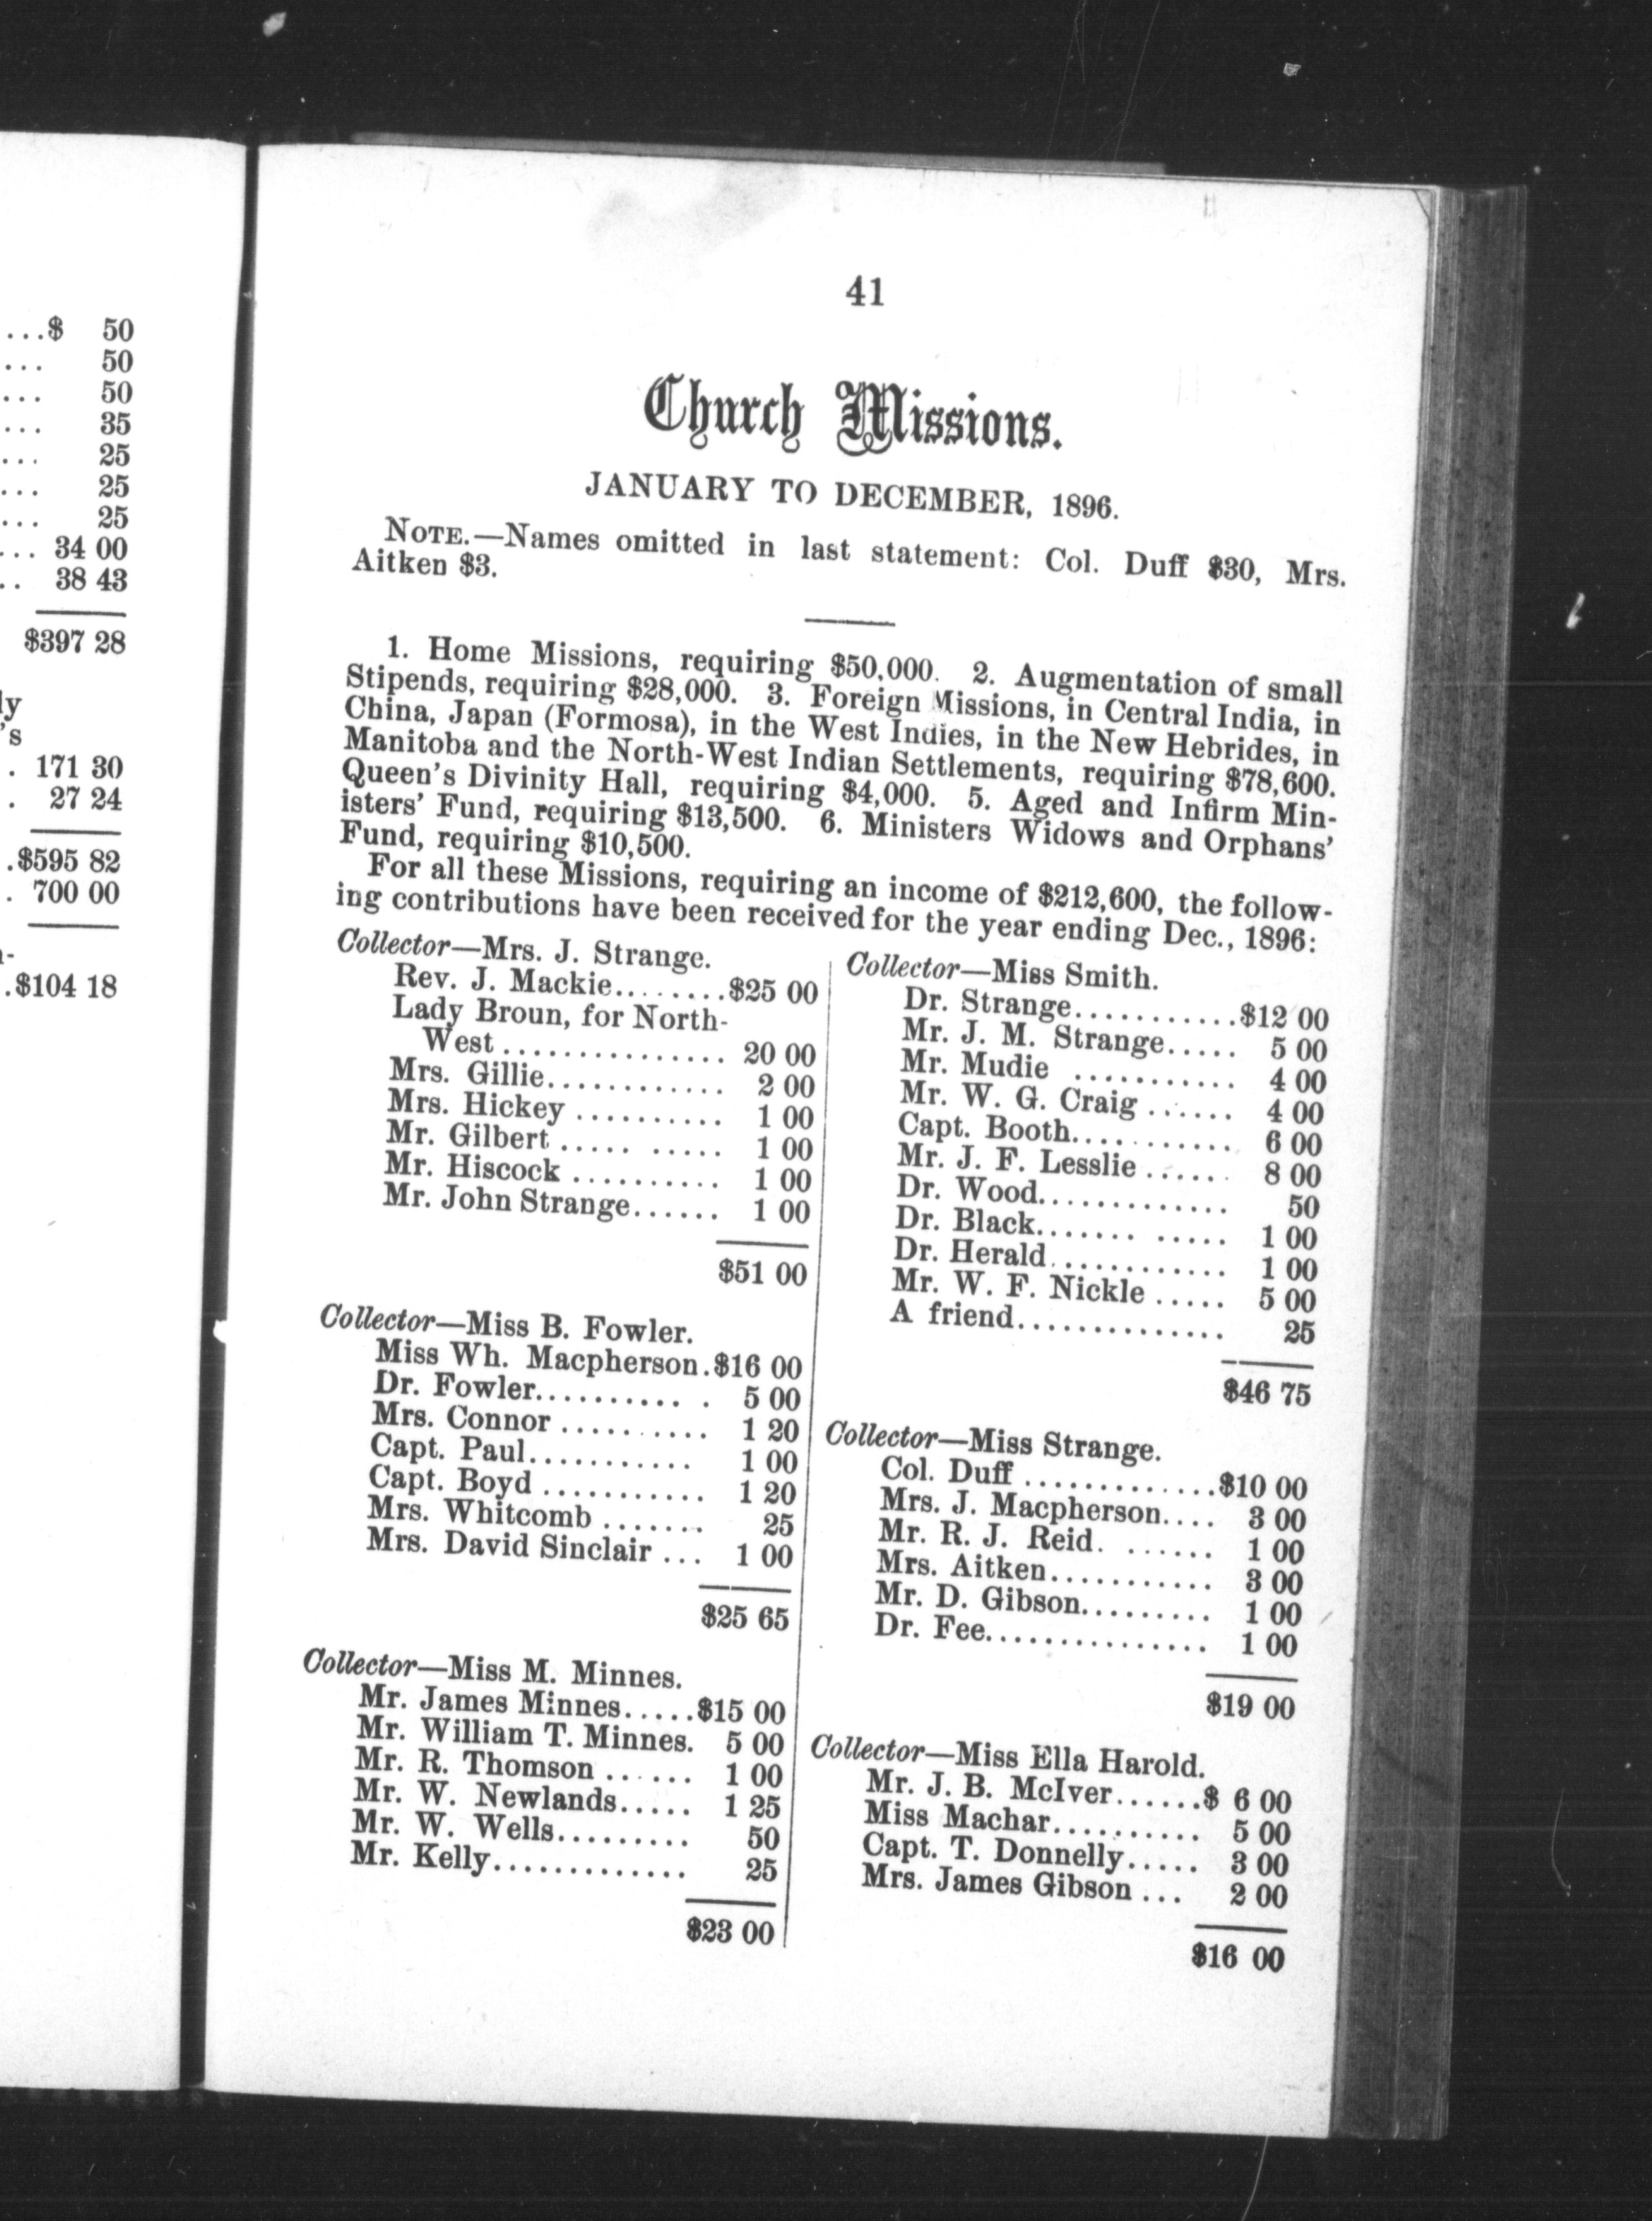 ...$ 50
... 50
... 50
... 35
... 25
... 25
... 25
... 34 00
.. 38 43
$397 28
ly
's
. 171 30
. 27 24
.$595 82
. 700 00
.$104 18
41
Church Missions.
JANUARY TO DECEMBER, 1896.
NOTE.—Names omitted in last statement: Col. Duff $30, Mrs.
Aitken $3.
1. Home Missions, requiring $50,000. 2. Augmentation of small
Stipends, requiring $28,000. 3. Foreign Missions, in Central India, in
China, Japan (Formosa), in the West Indies, in the New Hebrides, in
Manitoba and the North-West Indian Settlements, requiring $78,600.
Queen's Divinity Hall, requiring $4,000. 5. Aged and Infirm Min-
isters' Fund, requiring $13,500. 6. Ministers Widows and Orphans'
Fund, requiring $10,500.
For all these Missions, requiring an income of $212,600, the follow-
ing contributions have been received for the year ending Dec., 1896:
Collector—Mrs. J. Strange.
Rev. J. Mackie........$25 00
Lady Broun, for North-
West ............... 20 00
Mrs. Gillie............ 2 00
Mrs. Hickey .......... 1 00
Mr. Gilbert ..... ..... 1 00
Mr. Hiscock .......... 1 00
Mr. John Strange...... 1 00
$51 00
Collector—Miss B. Fowler.
Miss Wh. Macpherson.$16 00
Dr. Fowler.......... . 5 00
Mrs. Connor .......... 1 20
Capt. Paul........... 1 00
Capt. Boyd ........... 1 20
Mrs. Whitcomb ....... 25
Mrs. David Sinclair ... 1 00
$25 65
Collector—Miss M. Minnes.
Mr. James Minnes.....$15 00
Mr. William T. Minnes. 5 00
Mr. R. Thomson ...... 1 00
Mr. W. Newlands..... 1 25
Mr. W. Wells......... 50
Mr. Kelly............. 25
$23 00
Collector—Miss Smith.
Dr. Strange...........$12 00
Mr. J. M. Strange..... 5 00
Mr. Mudie ........... 4 00
Mr. W. G. Craig ...... 4 00
Capt. Booth........... 6 00
Mr. J. F. Lesslie ...... 8 00
Dr. Wood............. 50
Dr. Black....... ..... 1 00
Dr. Herald............ 1 00
Mr. W. F. Nickle ..... 5 00
A friend.............. 25
$46 75
Collector—Miss Strange.
Col. Duff .............$10 00
Mrs. J. Macpherson.... 3 00
Mr. R. J. Reid. ...... 1 00
Mrs. Aitken........... 3 00
Mr. D. Gibson......... 1 00
Dr. Fee............... 1 00
$19 00
Collector—Miss Ella Harold.
Mr. J. B. McIver......$ 6 00
Miss Machar.......... 5 00
Capt. T. Donnelly..... 3 00
Mrs. James Gibson ... 2 00
$16 00